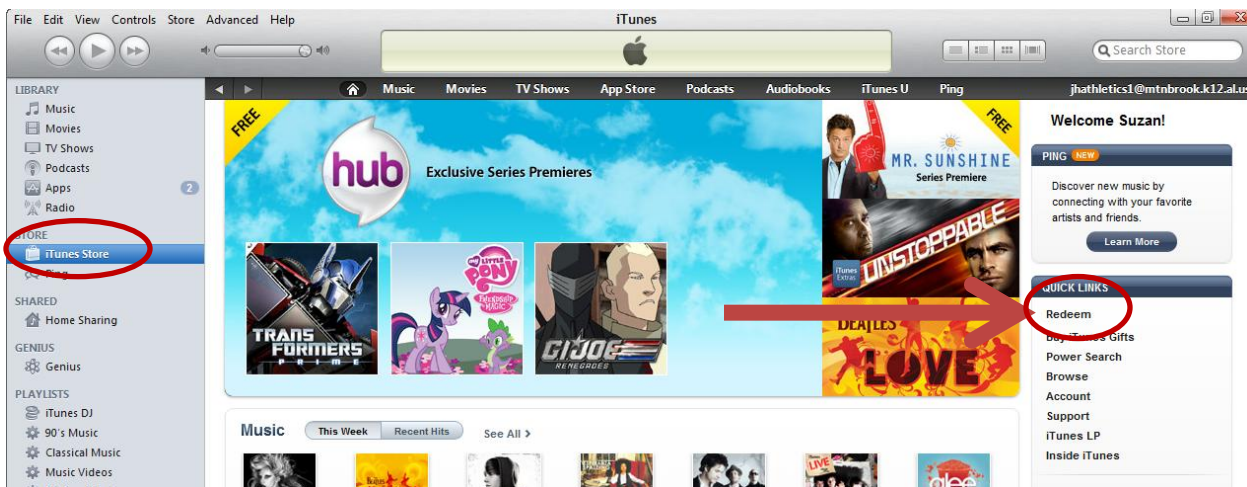 File Edit View Controls Store Advanced Help
iTunes
Search Store
LIBRARY
Music
Movies
TV Shows
Podcasts
Apps 2
Radio
STORE
iTunes Store
Ping
SHARED
Home Sharing
GENIUS
Genius
PLAYLISTS
iTunes DJ
90's Music
Classical Music
Music Videos
Music Movies TV Shows App Store Podcasts Audiobooks iTunes U Ping jhathletics1@mtnbrook.k12.al.us
FREE
hub Exclusive Series Premieres
TRANSFORMERS
PRIME
MY LITTLE
PONY
FRIENDSHIP
MAGIC
G.I. JOE
RENEGADES
FREE
MR. SUNSHINE
Series Premiere
UNSTOPPABLE
iTunes
Extras
BEATLES
LOVE
Welcome Suzan!
PING NEW
Discover new music by
connecting with your favorite
artists and friends.
Learn More
QUICK LINKS
Redeem
Buy iTunes Gifts
Power Search
Browse
Account
Support
iTunes LP
Inside iTunes
Music This Week Recent Hits See All >
LIVE
glee